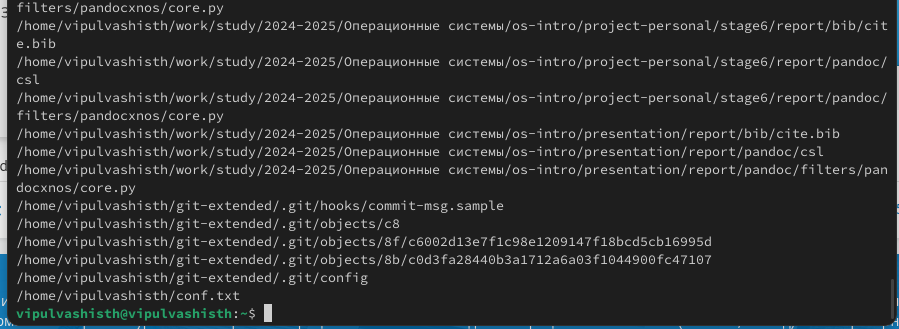 filters/pandocxnos/core.py
/home/vipulvashisth/work/study/2024-2025/Операционные системы/os-intro/project-personal/stage6/report/bib/cit
e.bib
/home/vipulvashisth/work/study/2024-2025/Операционные системы/os-intro/project-personal/stage6/report/pandoc/
csl
/home/vipulvashisth/work/study/2024-2025/Операционные системы/os-intro/project-personal/stage6/report/pandoc/
filters/pandocxnos/core.py
/home/vipulvashisth/work/study/2024-2025/Операционные системы/os-intro/presentation/report/bib/cite.bib
/home/vipulvashisth/work/study/2024-2025/Операционные системы/os-intro/presentation/report/pandoc/csl
/home/vipulvashisth/work/study/2024-2025/Операционные системы/os-intro/presentation/report/pandoc/filters/pan
docxnos/core.py
/home/vipulvashisth/git-extended/.git/hooks/commit-msg.sample
/home/vipulvashisth/git-extended/.git/objects/c8
/home/vipulvashisth/git-extended/.git/objects/8f/c6002d13e7f1c98e1209147f18bcd5cb16995d
/home/vipulvashisth/git-extended/.git/objects/8b/c0d3fa28440b3a1712a6a03f1044900fc47107
/home/vipulvashisth/git-extended/.git/config
/home/vipulvashisth/conf.txt
vipulvashisth@vipulvashisth:~$